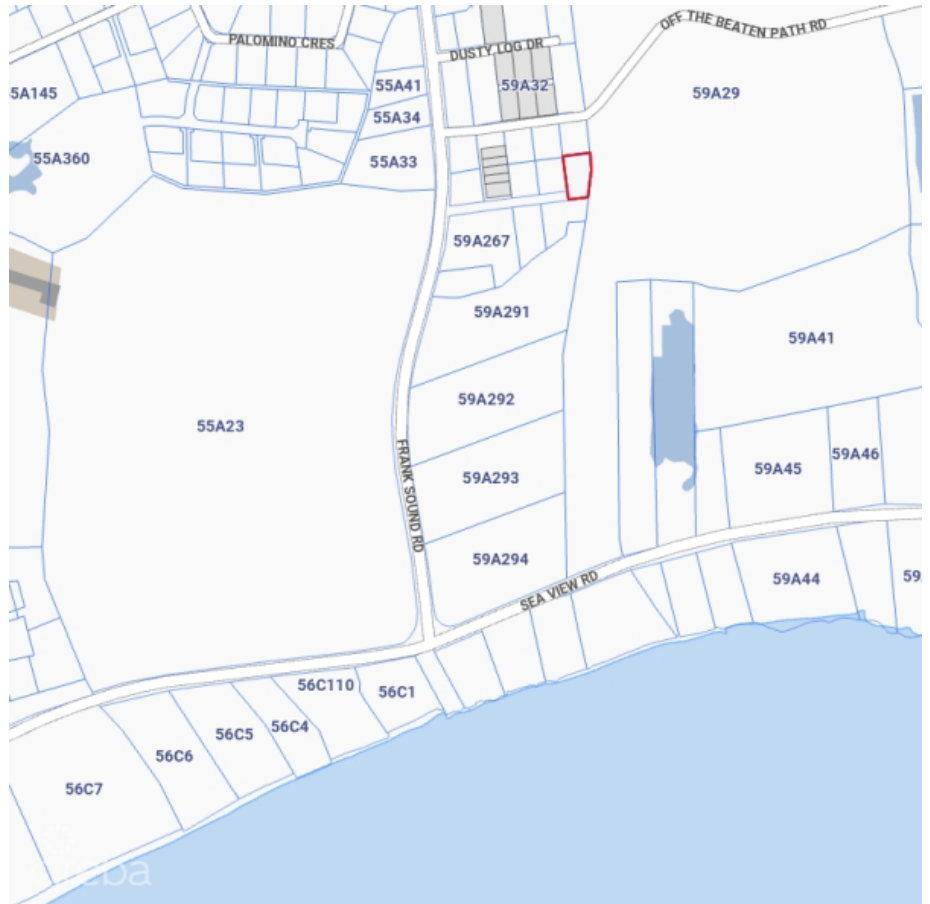 OFF THE BEATEN PATH RD
PALOMINO CRES
DUSTY LOG DR
55A41
59A32
5A145
59A29
55A34
55A360
55A33
59A267
59A291
59A41
59A292
55A23
59A46
59A45
59A293
FRANK SOUND RD
59A294
SEA VIEW RD
59A44
59
56C110
56C1
56C4
56C5
56C6
56C7